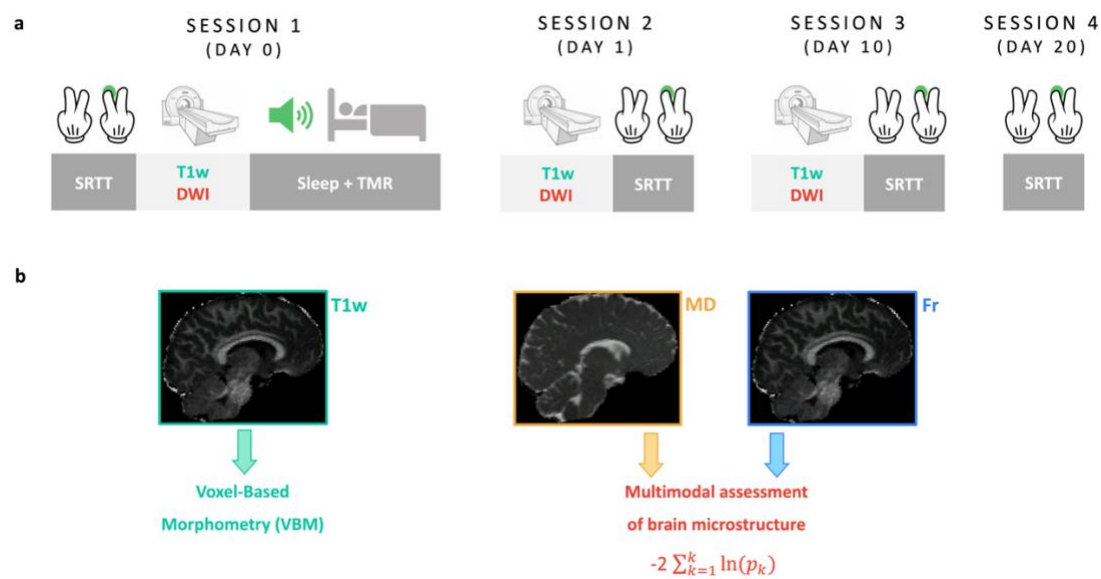 a
SESSION 1
(DAY 0)
SESSION 2
(DAY 1)
SESSION 3
(DAY 10)
SESSION 4
(DAY 20)
SRTT
T1w
DWI
Sleep + TMR
T1w
DWI
SRTT
T1w
DWI
SRTT
SRTT
b
T1w
MD
Fr
Voxel-Based
Morphometry (VBM)
Multimodal assessment
of brain microstructure
-2 ∑ᵏₖ₌₁ ln(pₖ)